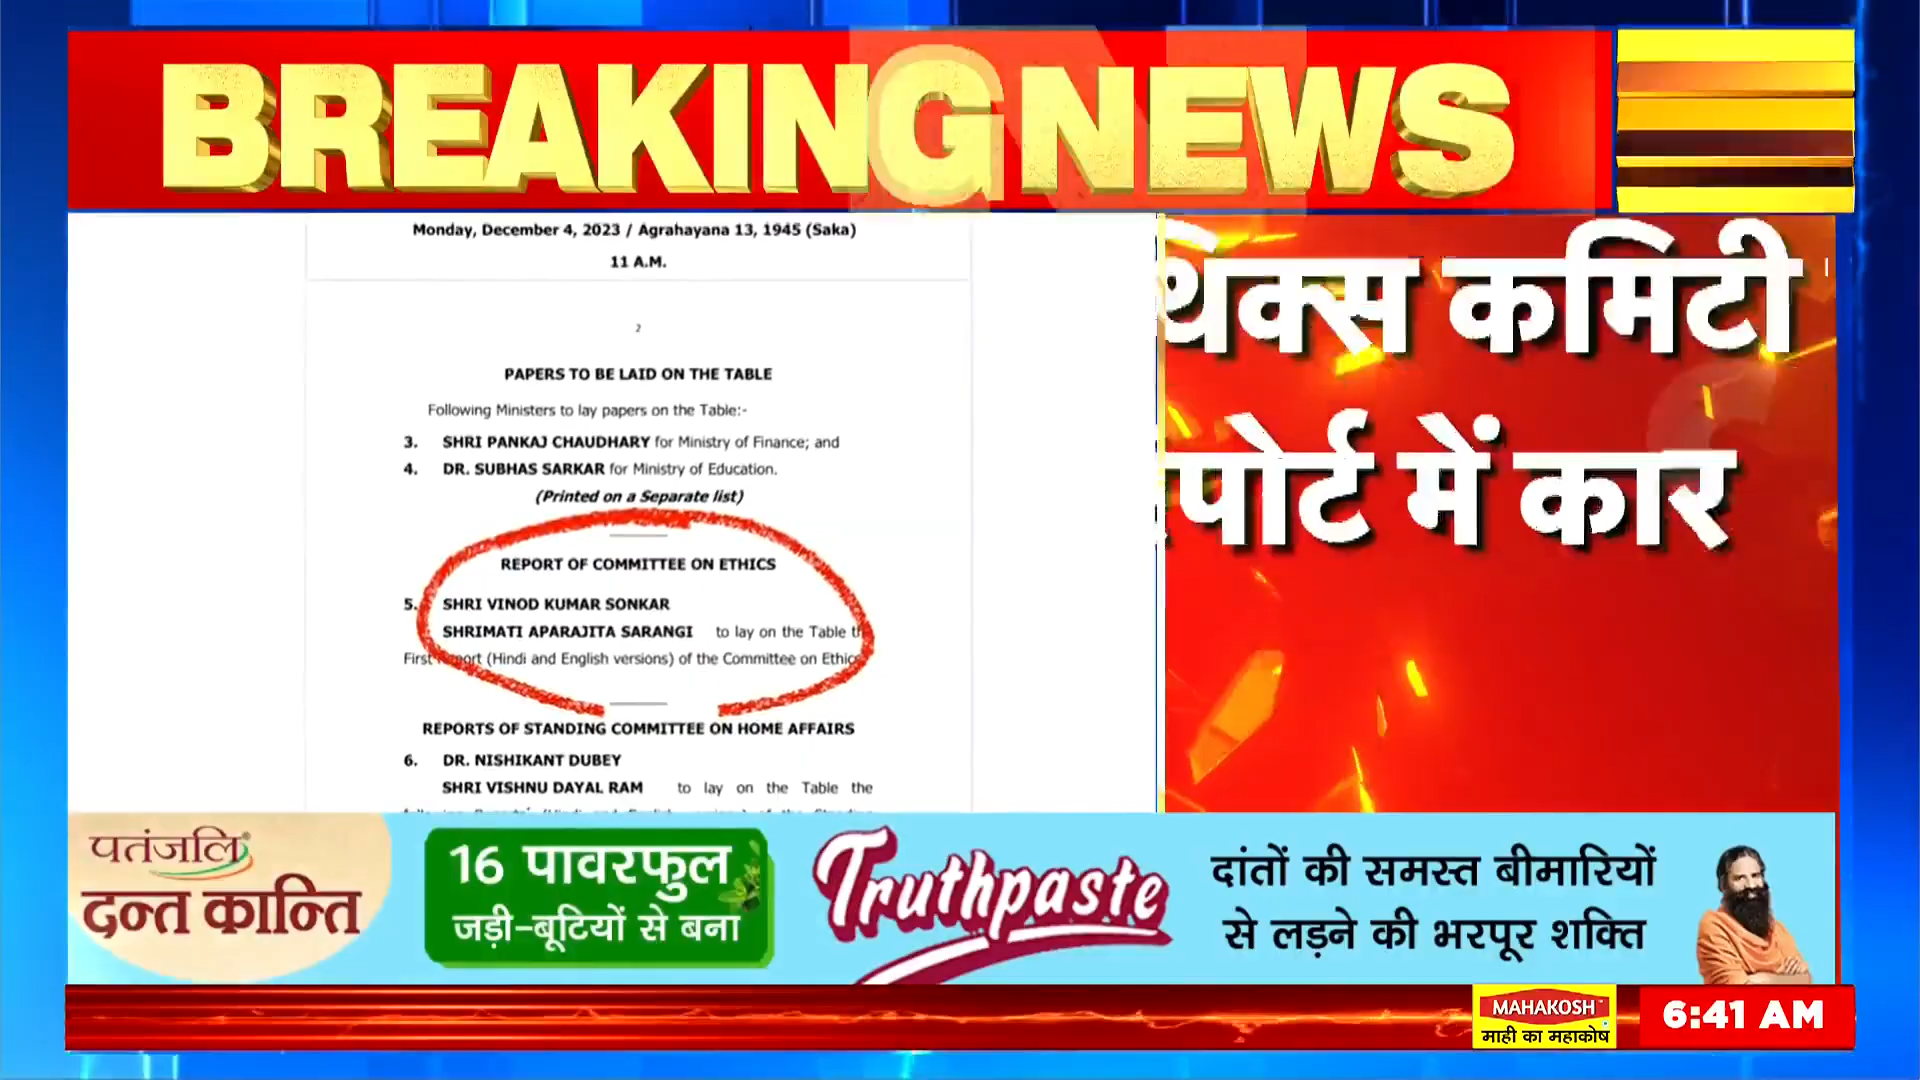 BREAKING NEWS
Monday, December 4, 2023 / Agrahayana 13, 1945 (Saka)
11 A.M.
2
PAPERS TO BE LAID ON THE TABLE
Following Ministers to lay papers on the Table:-
3. SHRI PANKAJ CHAUDHARY for Ministry of Finance; and
4. DR. SUBHAS SARKAR for Ministry of Education.
(Printed on a Separate list)
REPORT OF COMMITTEE ON ETHICS
5. SHRI VINOD KUMAR SONKAR
SHRIMATI APARAJITA SARANGI to lay on the Table
First (Hindi and English versions) of the Committee on Ethics
REPORTS OF STANDING COMMITTEE ON HOME AFFAIRS
6. DR. NISHIKANT DUBEY
SHRI VISHNU DAYAL RAM to lay on the Table the
थिक्स कमिटी
पोर्ट में कार
पतंजलि
दन्त कान्ति
16 पावरफुल
जड़ी-बूटियों से बना
Truthpaste
दांतों की समस्त बीमारियों
से लड़ने की भरपूर शक्ति
MAHAKOSH
माही का महाकोष
6:41 AM